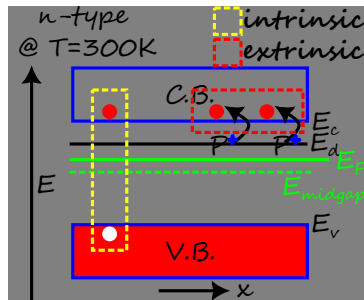 n-type
@ T=300K
intrinsic
extrinsic
C.B.
E_c
P P
E_d
E_F
E
E_midgap
E_v
V.B.
x